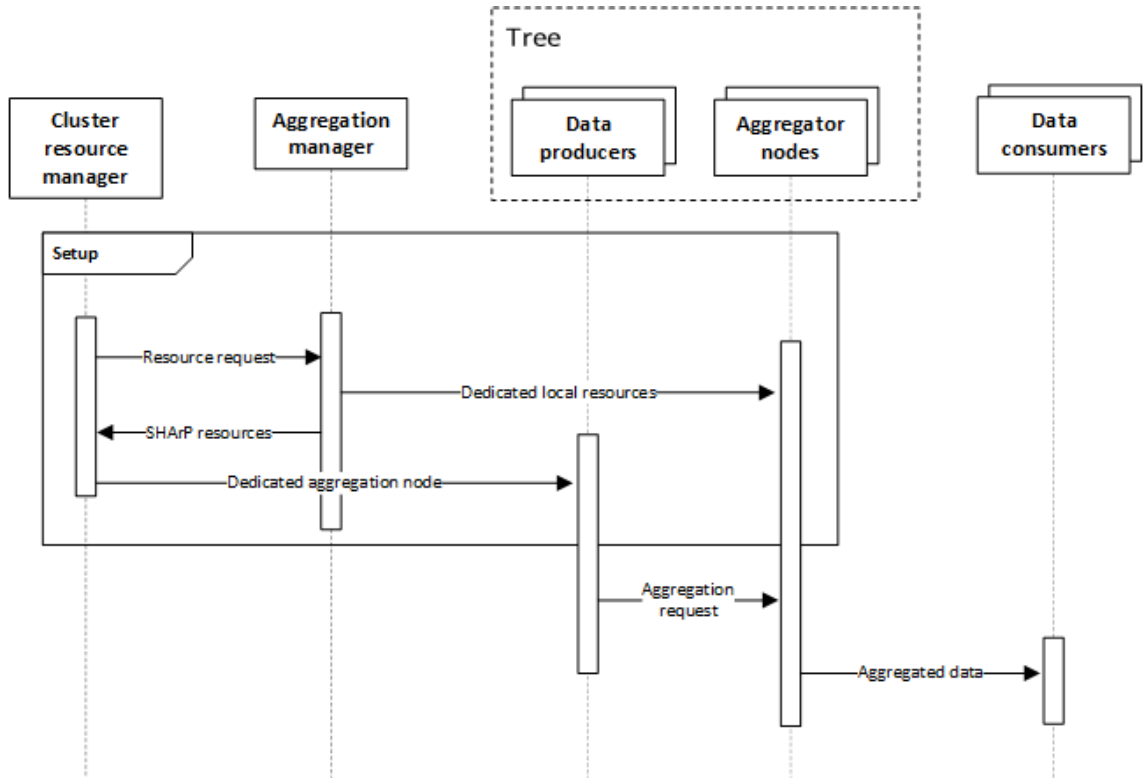 Tree
Cluster
resource
manager
Aggregation
manager
Data
producers
Aggregator
nodes
Data
consumers
Setup
Resource request
Dedicated local resources
SHArP resources
Dedicated aggregation node
Aggregation
request
Aggregated data